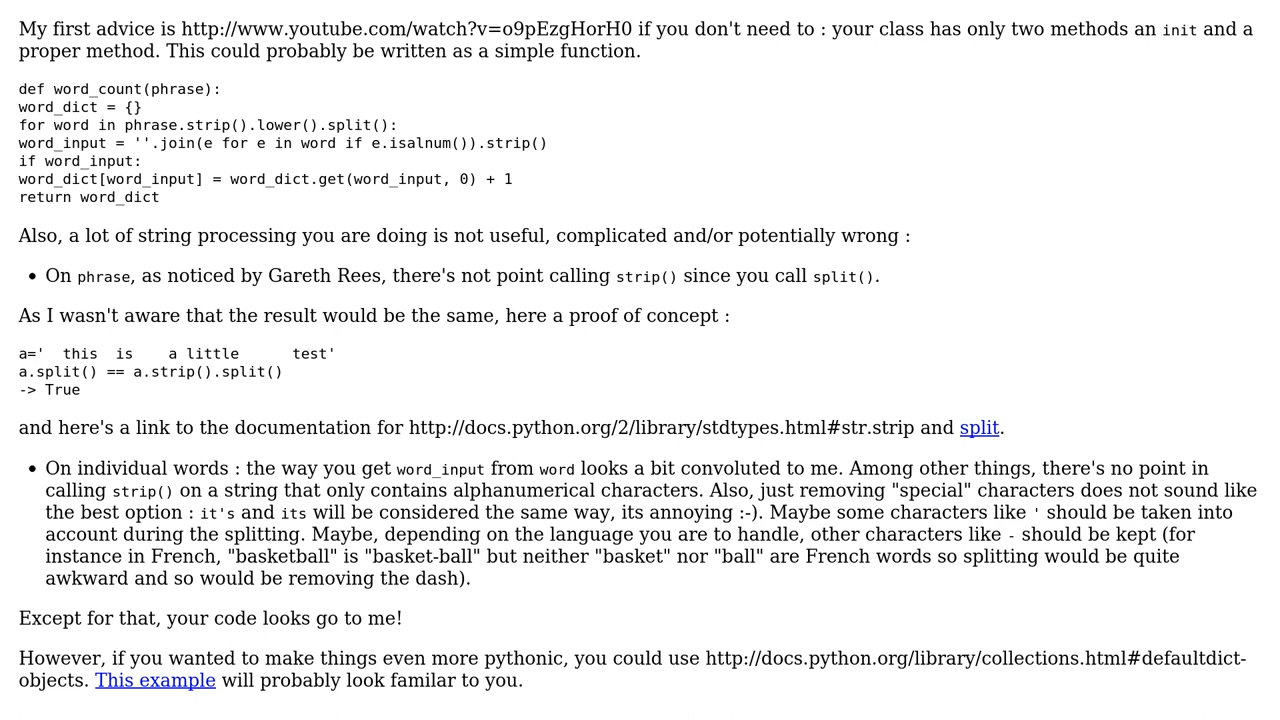 My first advice is http://www.youtube.com/watch?v=o9pEzgHorH0 if you don't need to : your class has only two methods an init and a
proper method. This could probably be written as a simple function.
def word_count(phrase):
word_dict = {}
for word in phrase.strip().lower().split():
word_input = ''.join(e for e in word if e.isalnum()).strip()
if word_input:
word_dict[word_input] = word_dict.get(word_input, 0) + 1
return word_dict
Also, a lot of string processing you are doing is not useful, complicated and/or potentially wrong :
• On phrase, as noticed by Gareth Rees, there's not point calling strip() since you call split().
As I wasn't aware that the result would be the same, here a proof of concept :
a='  this  is    a little      test'
a.split() == a.strip().split()
-> True
and here's a link to the documentation for http://docs.python.org/2/library/stdtypes.html#str.strip and split.
• On individual words : the way you get word_input from word looks a bit convoluted to me. Among other things, there's no point in
calling strip() on a string that only contains alphanumerical characters. Also, just removing "special" characters does not sound like
the best option : it's and its will be considered the same way, its annoying :-). Maybe some characters like ' should be taken into
account during the splitting. Maybe, depending on the language you are to handle, other characters like - should be kept (for
instance in French, "basketball" is "basket-ball" but neither "basket" nor "ball" are French words so splitting would be quite
awkward and so would be removing the dash).
Except for that, your code looks go to me!
However, if you wanted to make things even more pythonic, you could use http://docs.python.org/library/collections.html#defaultdict-
objects. This example will probably look familar to you.